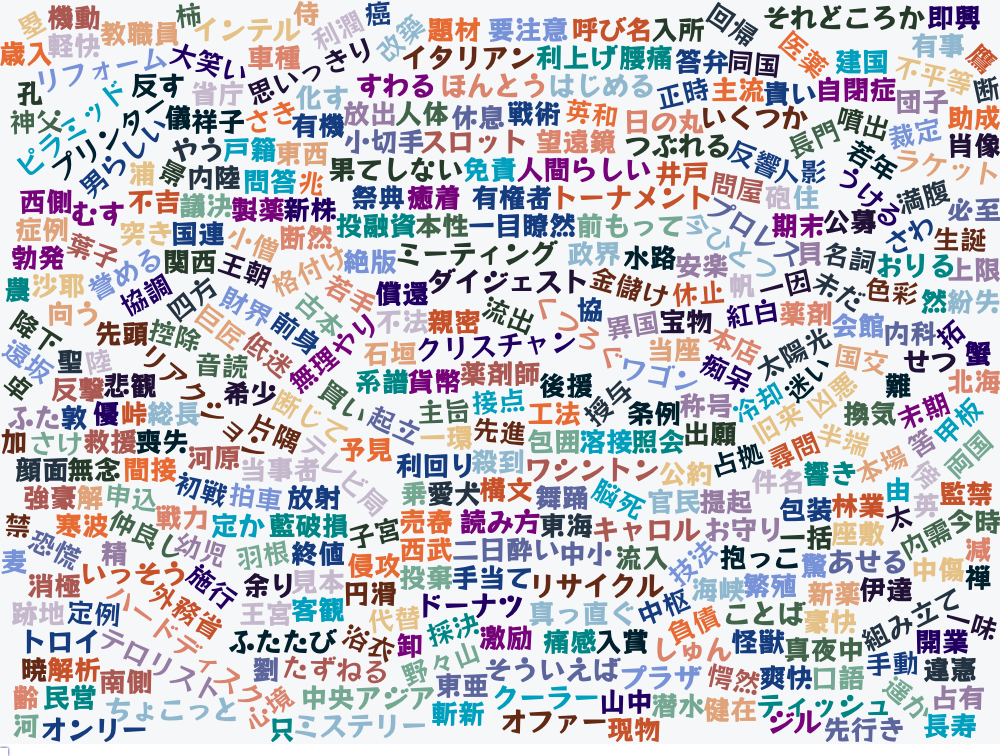 塁
機動
教職員
柿
インテル
侍
利潤
癌
改築
題材
要注意
呼び名
入所
回帰
それどころか
即興
歳入
軽快
リフォーム
大笑い
車種
思いっきり
イタリアン
利上げ
腰痛
答弁
同国
医薬
建国
有事
不平等
鷹
断
孔
神父
ピラミッド
プリンター
反す
省庁
化す
すわる
ほんとう
はじめる
正時
主流
貴い
自閉症
団子
助成
男らしい
儀
祥子
さき
有機
放出
人体
休息
戦術
英和
日の丸
いくつか
長門
噴出
裁定
肖像
やう
戸籍
東西
小切手
スロット
望遠鏡
つぶれる
反響
人影
若年
ラケット
浦
景
内陸
問答
兆
果てしない
免責
人間らしい
井戸
問屋
砲
住
うける
満腹
必至
西側
むす
不吉
議決
製薬
新株
祭典
癒着
有権者
トーナメント
プロレス
期末
公募
さわ
生誕
症例
突き
国連
小僧
断然
投融資
本性
一目瞭然
前もって
ふひとつ
貝
名詞
おりる
上限
勃発
葉子
誉める
関西
王朝
格付け
絶版
ミーティング
政界
水路
安楽
帆
一因
未だ
色彩
然
紛失
農
沙耶
協調
四方
財界
古本
若手
償還
ダイジェスト
金儲け
休止
向う
巨匠
前身
無理やり
不法
親密
流出
くつろぐ
協
異国
宝物
紅白
薬剤
会館
内科
拓
降下
先頭
控除
低迷
石垣
クリスチャン
当座
本店
太陽光
国交
せつ
蟹
遠坂
聖
陸
リアクション
音読
系譜
貨幣
薬剤師
後援
ワゴン
痴呆
迷い
凶悪
難
北海
史
反撃
悲観
希少
断じて
買い
起立
主旨
接点
工法
授与
条例
称号
冷却
旧来
換気
末期
甲板
ふた
敦
優
峠
総長
片隅
テレビ局
予見
一環
先進
包囲
溶接
照会
出願
占拠
尋問
半端
本場
答
両国
加
さけ
救援
喪失
河原
当事者
利回り
殺到
ワシントン
公約
件名
響き
由
爺
監禁
顔面
無念
間接
初戦
拍車
放射
乗
愛犬
構文
舞踊
脳死
官民
提起
包装
林業
太
英
強豪
解
申込
戦力
定か
藍
破損
子宮
売春
読み方
東海
キャロル
お守り
一括
座敷
内需
今時
禁
寒波
仲良し
幼児
羽根
終値
侵攻
西武
二日酔い
中小
流入
技法
抱っこ
驚
あせる
中傷
減
禅
麦
恐慌
精
いっそう
施行
余り
見本
円滑
投棄
手当て
リサイクル
海峡
繁殖
新薬
伊達
消極
ハードディスク
外務省
王宮
客観
代替
ドーナツ
真っ直ぐ
中枢
負債
ことば
豪快
組み立て
一味
跡地
定例
トロイ
テロリスト
ふたたび
浴衣
卸
採決
激励
痛感
入賞
しゅん
怪獣
真夜中
開業
暁
解析
南側
劉
たずねる
野々山
そういえば
プラザ
愕然
爽快
口語
手動
違憲
齢
民営
ちょこっと
心境
中央アジア
東亜
クーラー
山中
潜水
健在
ティッシュ
遥か
占有
河
オンリー
只
ミステリー
斬新
オファー
現物
ジル
先行き
長寿